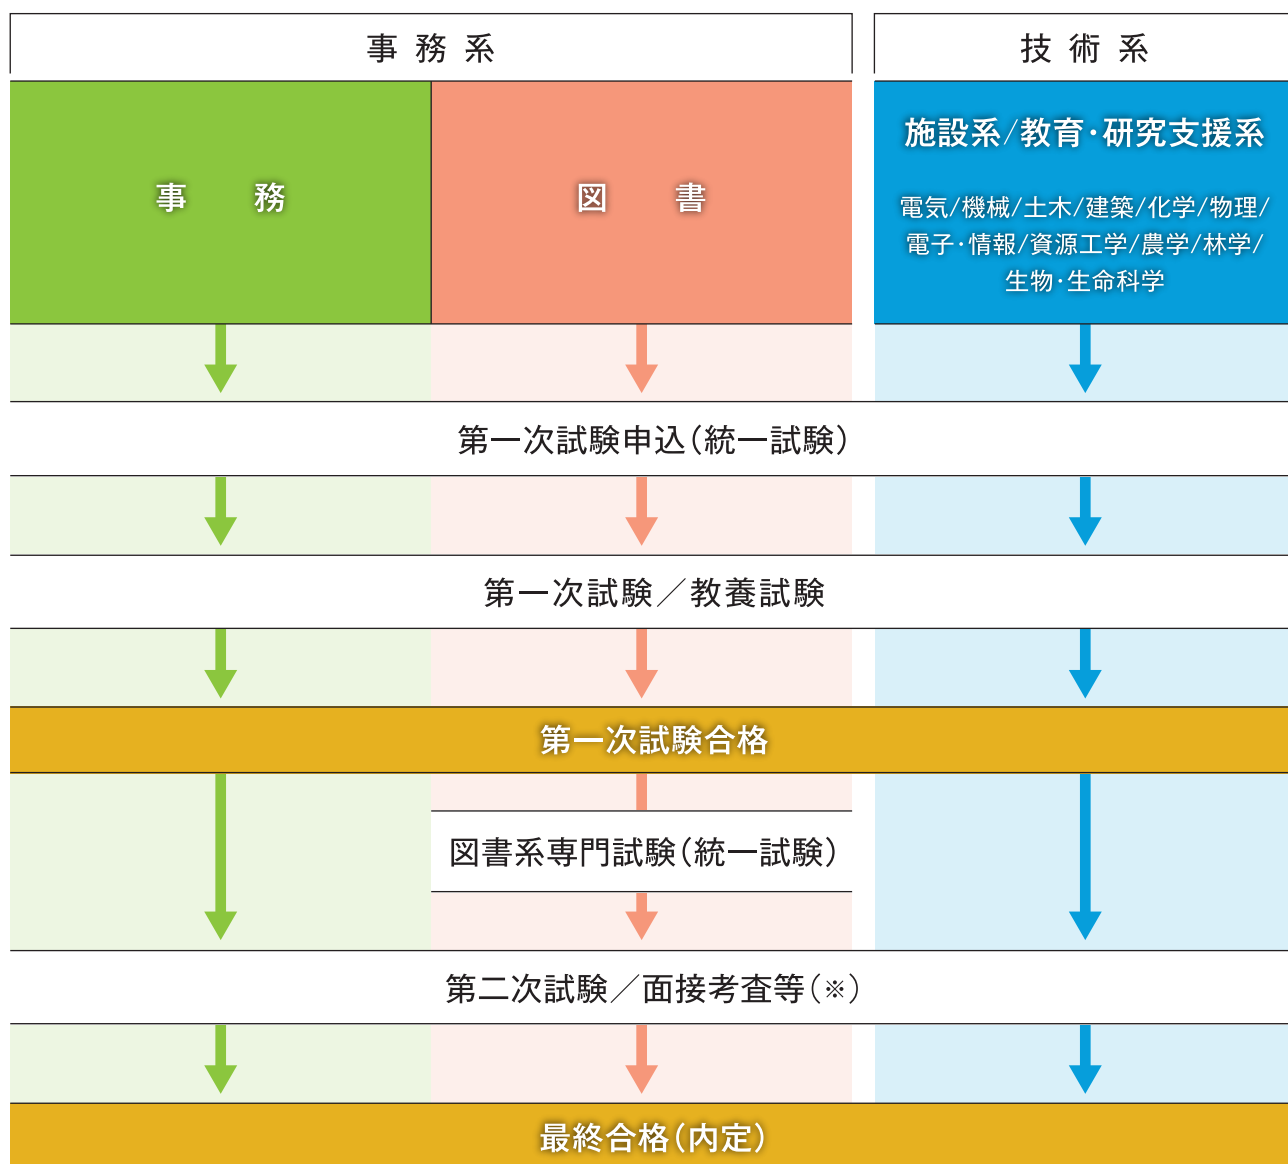 事務系
技術系
事務
図書
施設系/教育・研究支援系
電気/機械/土木/建築/化学/物理/
電子・情報/資源工学/農学/林学/
生物・生命科学
第一次試験申込(統一試験)
第一次試験／教養試験
第一次試験合格
図書系専門試験(統一試験)
第二次試験／面接考査等(※)
最終合格(内定)